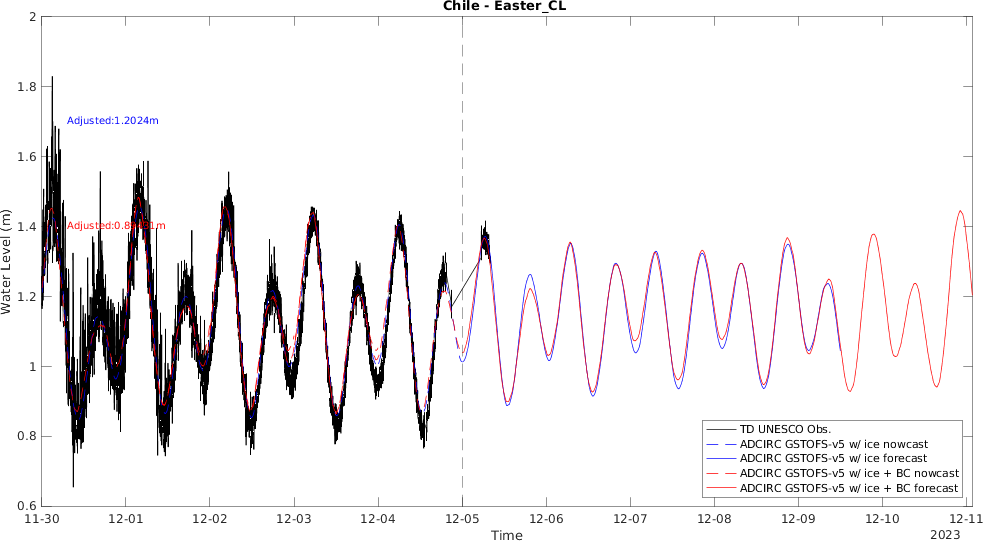 Chile - Easter_CL
2
1.8
1.6
1.4
1.2
1
0.8
0.6
Water Level (m)
Adjusted:1.2024m
TD UNESCO Obs.
ADCIRC GSTOFS-v5 w/ ice nowcast
ADCIRC GSTOFS-v5 w/ ice forecast
ADCIRC GSTOFS-v5 w/ ice + BC nowcast
ADCIRC GSTOFS-v5 w/ ice + BC forecast
11-30 12-01 12-02 12-03 12-04 12-05 12-06 12-07 12-08 12-09 12-10 12-11
Time
2023